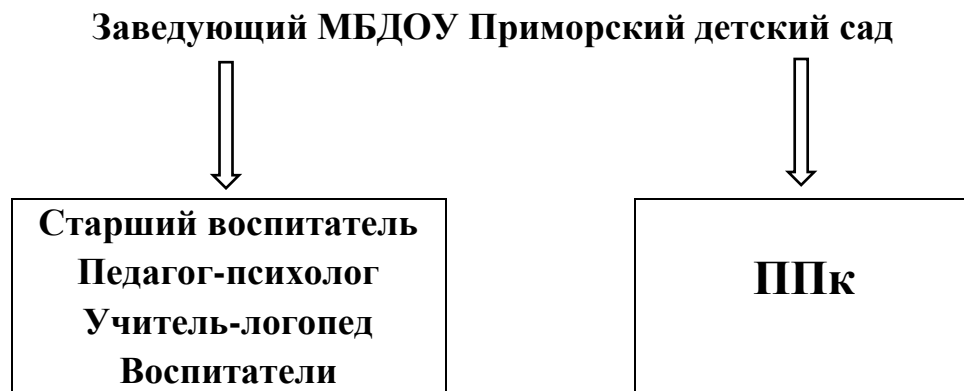 Заведующий МБДОУ Приморский детский сад
Старший воспитатель
Педагог-психолог
Учитель-логопед
Воспитатели
ППк